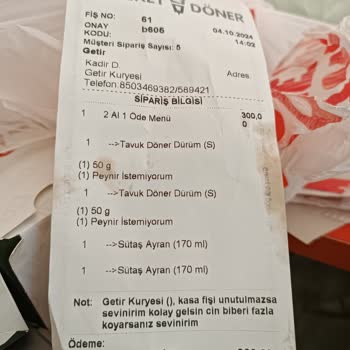 DÖNER
FİŞ NO: 61 04.10.2024
ONAY KODU: b605 14:02
Müşteri Sipariş Sayısı: 5
Getir
Kadir D. Adres:
Getir Kuryesi
Telefon:8503469382/589421
SİPARİŞ BİLGİSİ
1 2 Al 1 Öde Menü 300,00
1 -->Tavuk Döner Dürüm (S)
(1) 50 g
(1) Peynir İstemiyorum
1 -->Tavuk Döner Dürüm (S)
(1) 50 g
(1) Peynir İstemiyorum
1 -->Sütaş Ayran (170 ml)
1 -->Sütaş Ayran (170 ml)
Not: Getir Kuryesi (), kasa fişi unutulmazsa
sevinirim kolay gelsin cin biberi fazla
koyarsanız sevinirim
Ödeme: